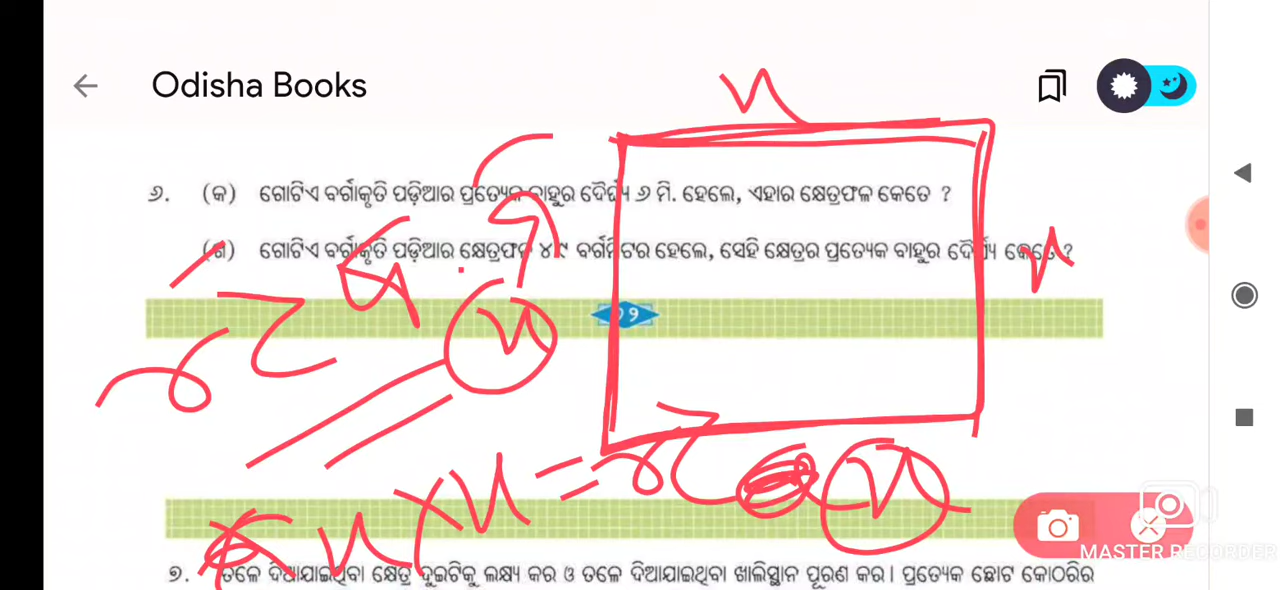 Odisha Books
୬. (କ) ଗୋଟିଏ ବର୍ଗାକୃତି ପଡ଼ିଆର ପ୍ରତ୍ୟେକ ବାହୁର ଦୈର୍ଘ୍ୟ ୬ ମି. ହେଲେ, ଏହାର କ୍ଷେତ୍ରଫଳ କେତେ ?
(ଖ) ଗୋଟିଏ ବର୍ଗାକୃତି ପଡ଼ିଆର କ୍ଷେତ୍ରଫଳ ୪୯ ବର୍ଗମିଟର ହେଲେ, ସେହି କ୍ଷେତ୍ରର ପ୍ରତ୍ୟେକ ବାହୁର ଦୈର୍ଘ୍ୟ କେତେ ?
୭. ତଳେ ଦିଆଯାଇଥିବା କ୍ଷେତ୍ର ଦୁଇଟିକୁ ଲକ୍ଷ୍ୟ କର ଓ ତଳେ ଦିଆଯାଇଥିବା ଖାଲିସ୍ଥାନ ପୂରଣ କର। ପ୍ରତ୍ୟେକ ଛୋଟ କୋଠରିର
MASTER RECORDER